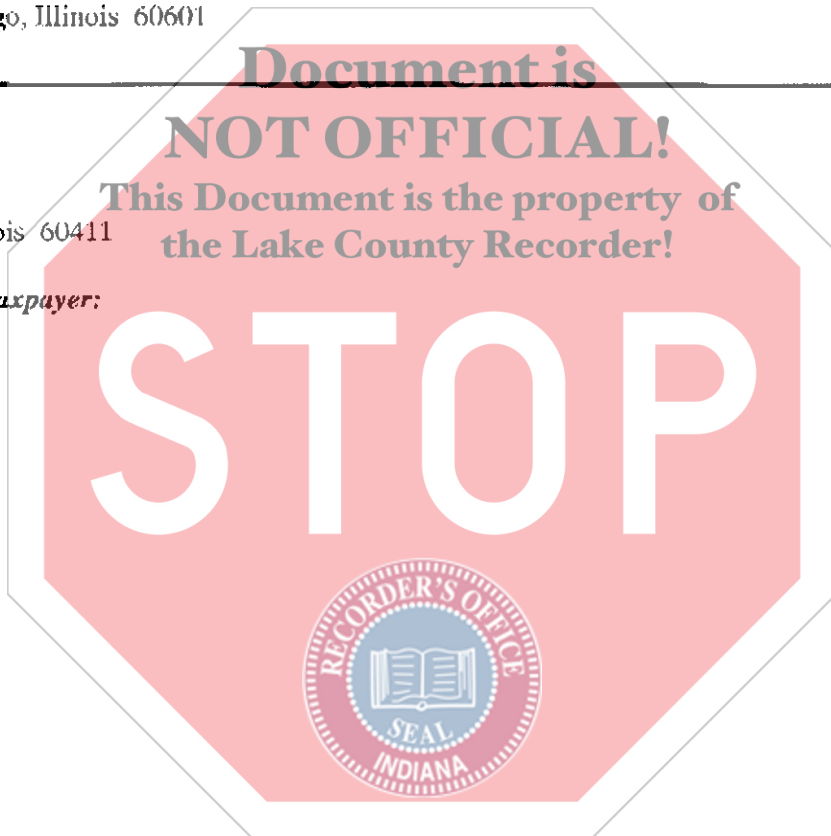 go, Illinois 60601
Document is
NOT OFFICIAL!
This Document is the property of
the Lake County Recorder!
ois 60411
axpayer:
STOP
RECORDER'S OFFICE
SEAL
INDIANA